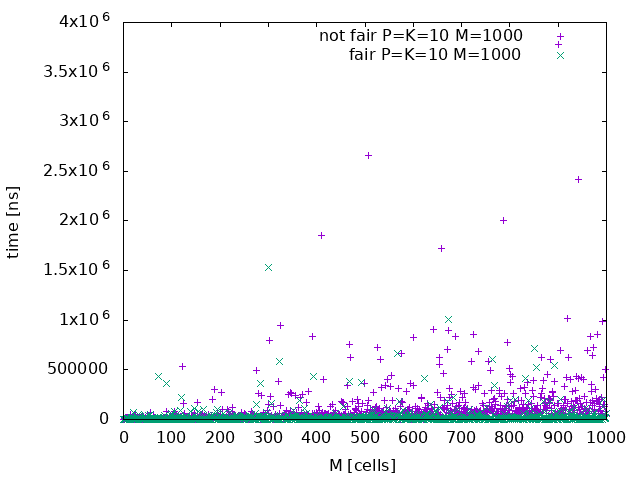 4x10^6
3.5x10^6
3x10^6
2.5x10^6
2x10^6
1.5x10^6
1x10^6
500000
0
time [ns]
not fair P=K=10 M=1000
fair P=K=10 M=1000
0 100 200 300 400 500 600 700 800 900 1000
M [cells]